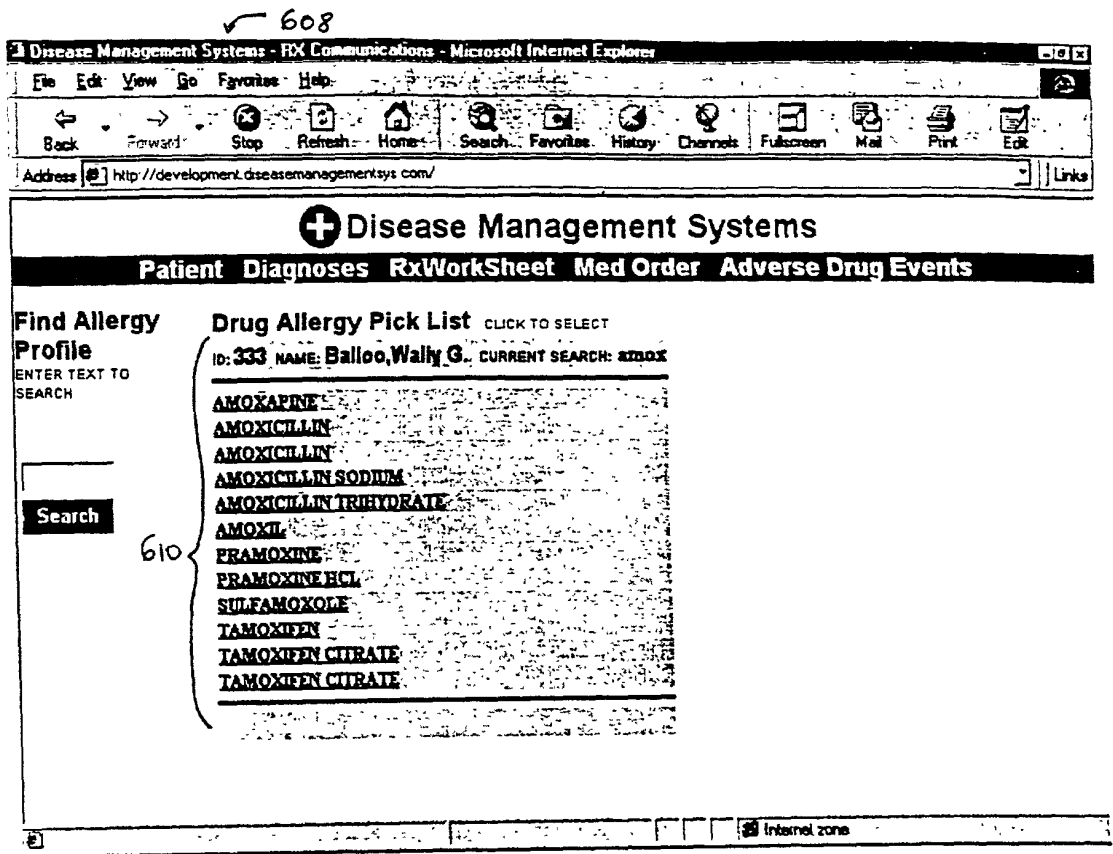 608
Disease Management Systems - RX Communications - Microsoft Internet Explorer
File Edit View Go Favorites Help
Back Forward Stop Refresh Home Search Favorites History Channels Fullscreen Mail Print Edit
Address http://development.diseasemanagementsys.com/ Links
Disease Management Systems
Patient Diagnoses RxWorkSheet Med Order Adverse Drug Events
Find Allergy Profile
ENTER TEXT TO SEARCH
Search
Drug Allergy Pick List CLICK TO SELECT
ID: 333 NAME: Balloo, Wally G. CURRENT SEARCH: amox
AMOXAPINE
AMOXICILLIN
AMOXICILLIN
AMOXICILLIN SODIUM
AMOXICILLIN TRIHYDRATE
AMOXIL
610
PRAMOXINE
PRAMOXINE HCL
SULFAMOXOLE
TAMOXIFEN
TAMOXIFEN CITRATE
TAMOXIFEN CITRATE
Internet zone